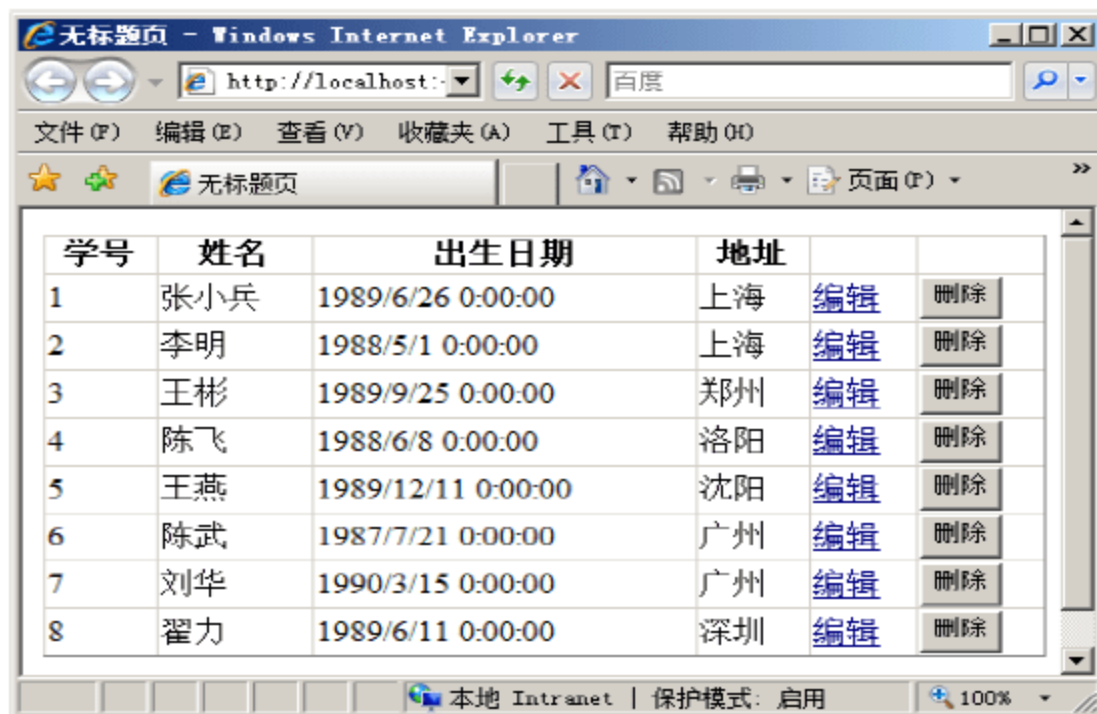 无标题页 - Windows Internet Explorer
http://localhost: 百度
文件(F) 编辑(E) 查看(V) 收藏夹(A) 工具(T) 帮助(H)
无标题页 页面(P) »
学号 姓名 出生日期 地址
1 张小兵 1989/6/26 0:00:00 上海 编辑 删除
2 李明 1988/5/1 0:00:00 上海 编辑 删除
3 王彬 1989/9/25 0:00:00 郑州 编辑 删除
4 陈飞 1988/6/8 0:00:00 洛阳 编辑 删除
5 王燕 1989/12/11 0:00:00 沈阳 编辑 删除
6 陈武 1987/7/21 0:00:00 广州 编辑 删除
7 刘华 1990/3/15 0:00:00 广州 编辑 删除
8 翟力 1989/6/11 0:00:00 深圳 编辑 删除
本地 Intranet | 保护模式: 启用 100%